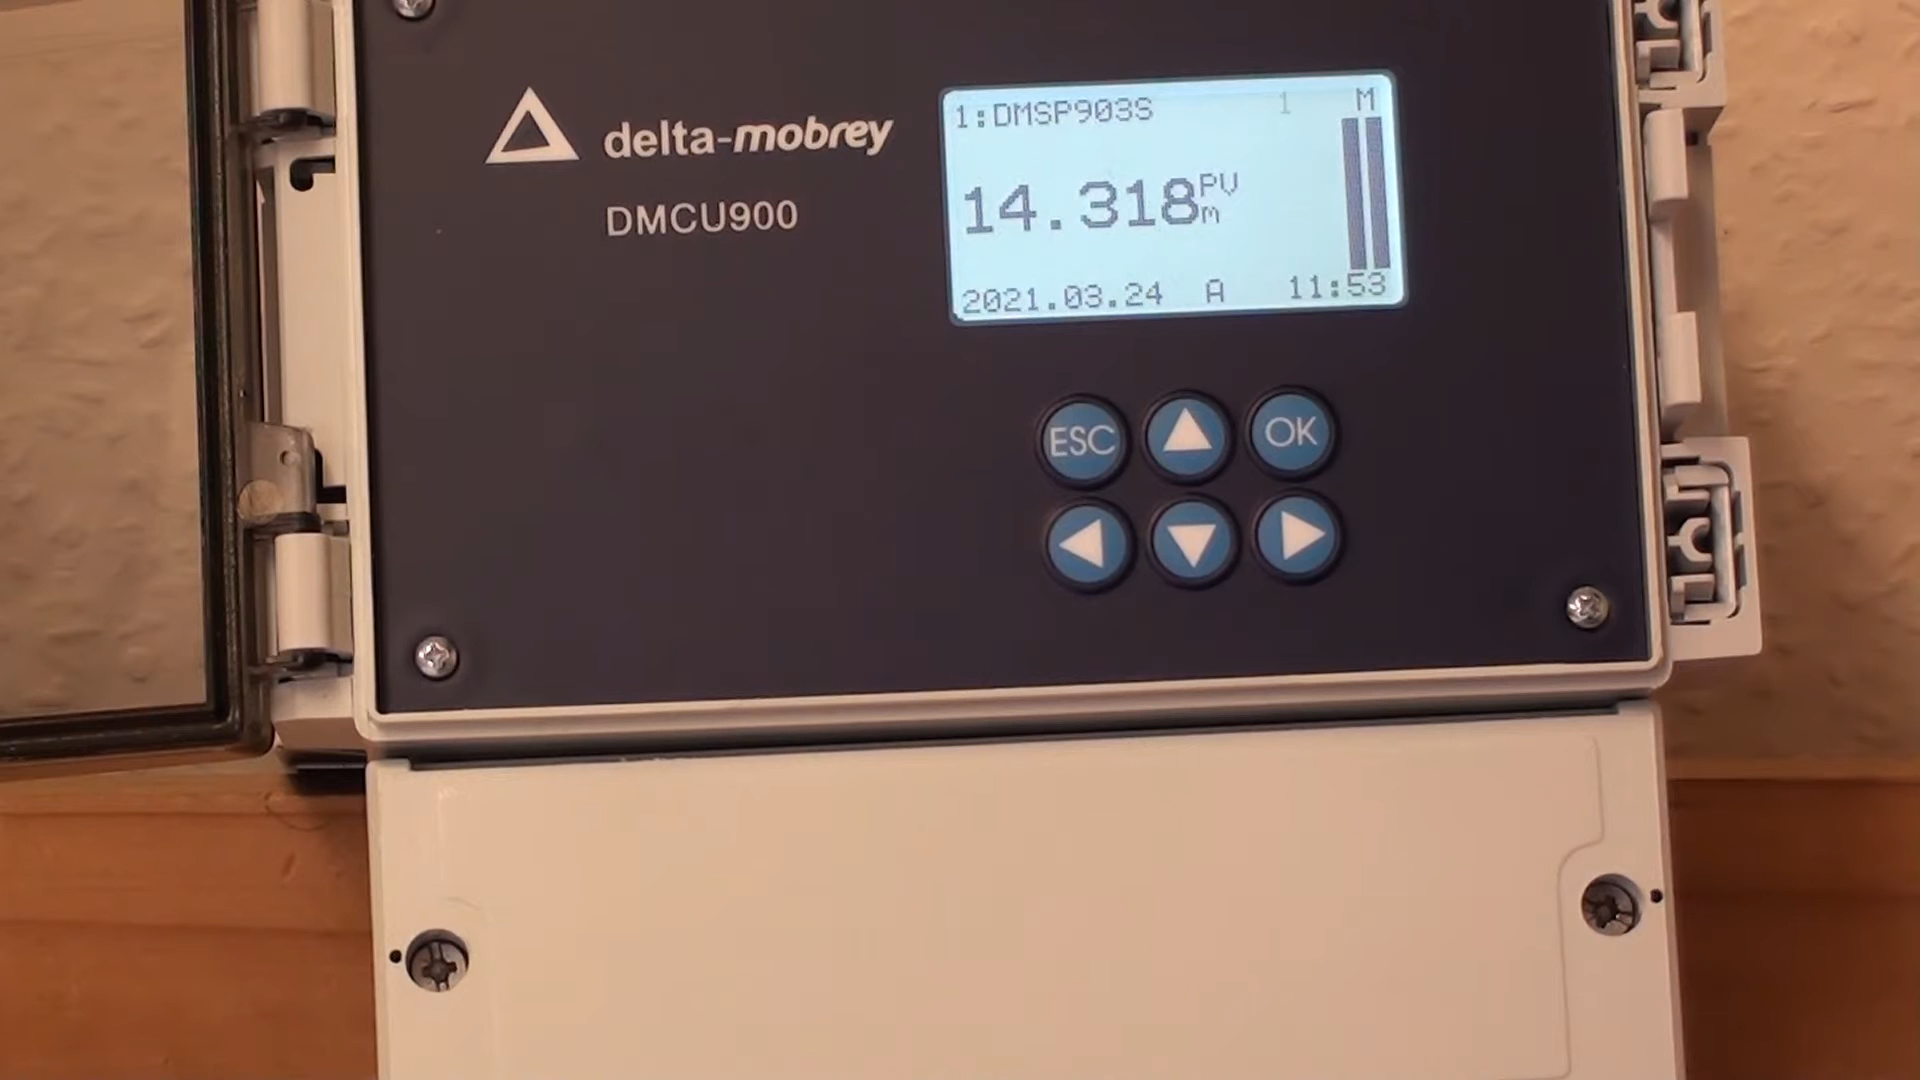 delta-mobrey
DMCU900
1:DMSP903S 1 M
14.318 PV m
2021.03.24 A 11:53
ESC
OK